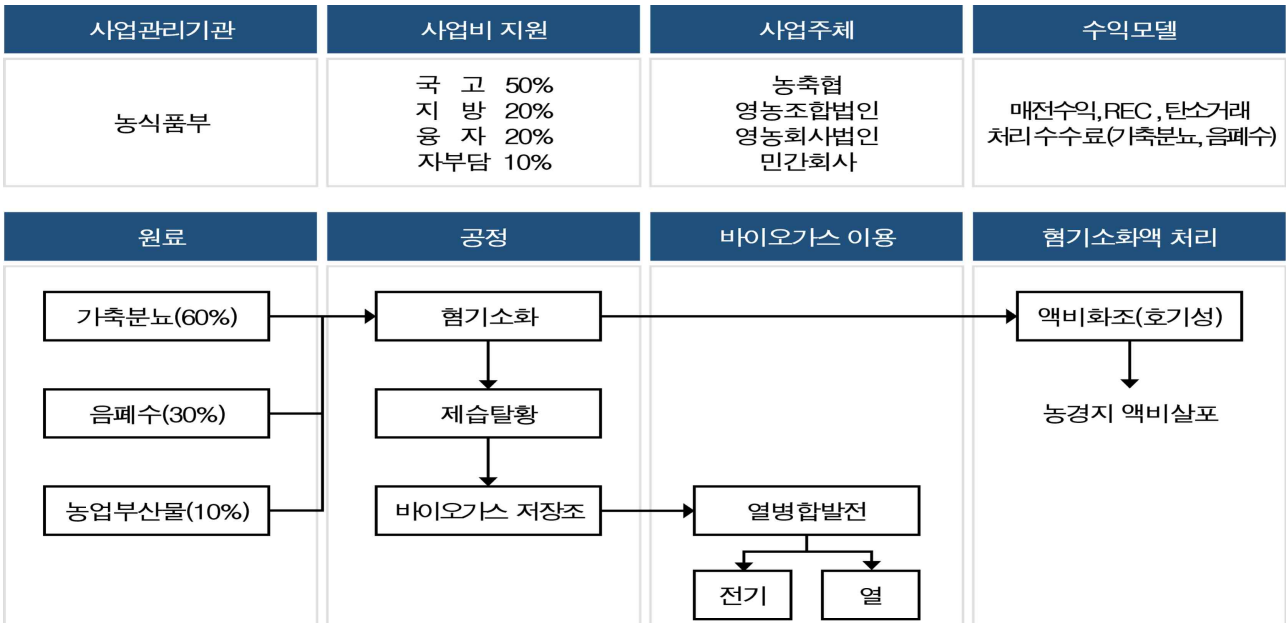 사업관리기관
사업비 지원
사업주체
수익모델
농식품부
국 고 50%
지 방 20%
융 자 20%
자부담 10%
농축협
영농조합법인
영농회사법인
민간회사
매전수익, REC , 탄소거래
처리수수료(가축분뇨, 음폐수)
원료
공정
바이오가스 이용
혐기소화액 처리
가축분뇨(60%)
혐기소화
액비화조(호기성)
음폐수(30%)
제습탈황
농경지 액비살포
농업부산물(10%)
바이오가스 저장조
열병합발전
전기
열